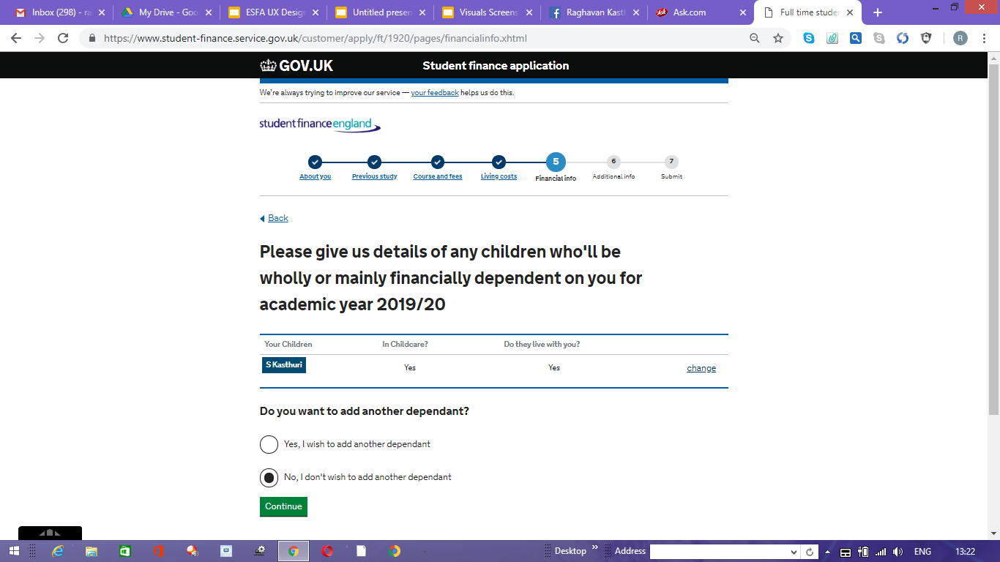 Inbox (298) - ra
My Drive - Goo
ESFA UX Design
Untitled presen
Visuals Screens
Raghavan Kasth
Ask.com
Full time studen
https://www.student-finance.service.gov.uk/customer/apply/ft/1920/pages/financialinfo.xhtml
R
GOV.UK
Student finance application
We're always trying to improve our service — your feedback helps us do this.
student finance england
5 6 7
About you Previous study Course and fees Living costs Financial info Additional info Submit
Back
Please give us details of any children who'll be
wholly or mainly financially dependent on you for
academic year 2019/20
Your Children In Childcare? Do they live with you?
S Kasthuri Yes Yes change
Do you want to add another dependant?
Yes, I wish to add another dependant
No, I don't wish to add another dependant
Continue
Desktop » Address ENG 13:22